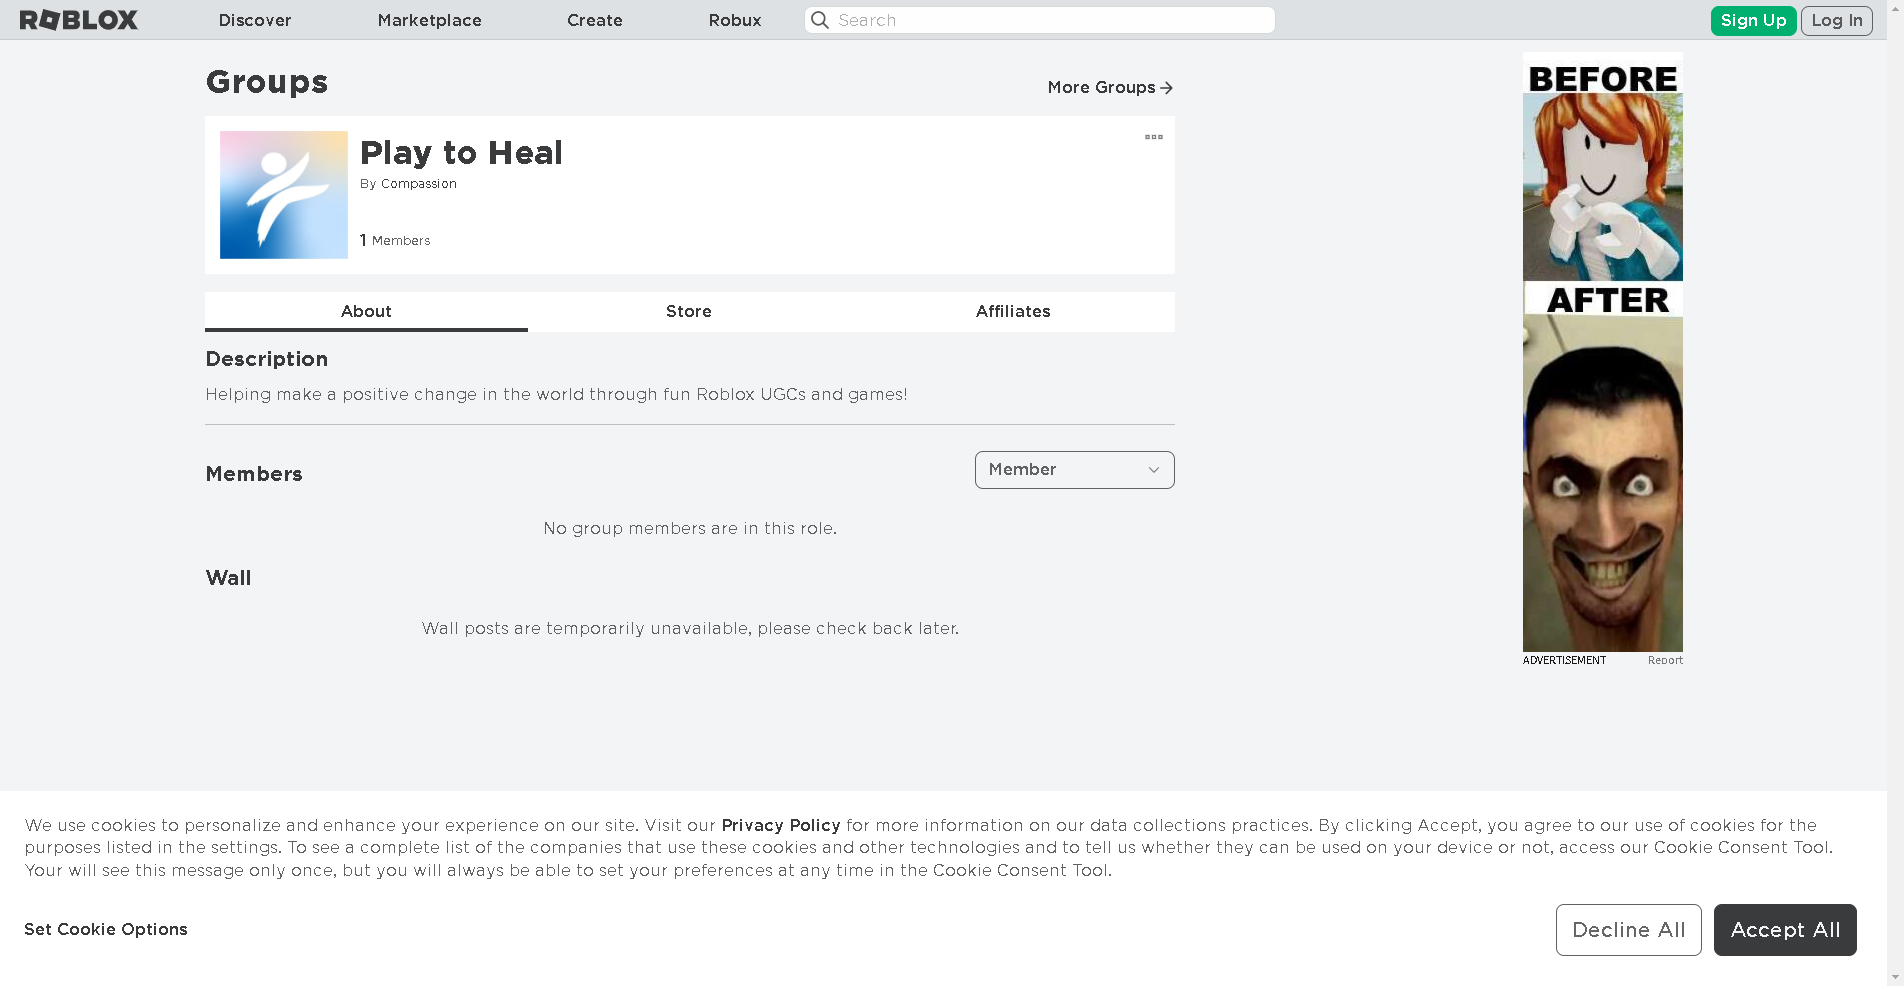 ROBLOX Discover Marketplace Create Robux Search Sign Up Log In
Groups
More Groups
Play to Heal
By Compassion
1 Members
About Store Affiliates
Description
Helping make a positive change in the world through fun Roblox UGCs and games!
Members
Member
No group members are in this role.
Wall
Wall posts are temporarily unavailable, please check back later.
BEFORE
AFTER
ADVERTISEMENT Report
We use cookies to personalize and enhance your experience on our site. Visit our Privacy Policy for more information on our data collections practices. By clicking Accept, you agree to our use of cookies for the
purposes listed in the settings. To see a complete list of the companies that use these cookies and other technologies and to tell us whether they can be used on your device or not, access our Cookie Consent Tool.
Your will see this message only once, but you will always be able to set your preferences at any time in the Cookie Consent Tool.
Set Cookie Options
Decline All
Accept All